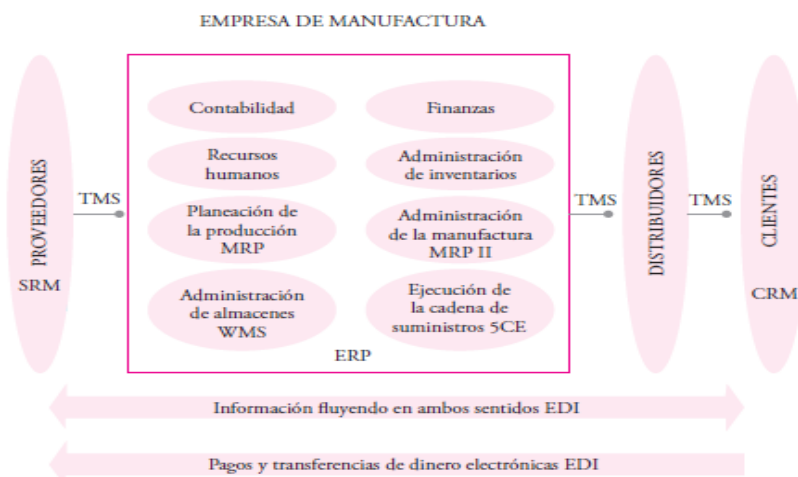 EMPRESA DE MANUFACTURA
PROVEEDORES
SRM
TMS
Contabilidad
Finanzas
Recursos
humanos
Administración
de inventarios
Planeación de
la producción
MRP
Administración
de la manufactura
MRP II
Administración
de almacenes
WMS
Ejecución de
la cadena de
suministros 5CE
ERP
TMS
DISTRIBUIDORES
TMS
CLIENTES
CRM
Información fluyendo en ambos sentidos EDI
Pagos y transferencias de dinero electrónicas EDI